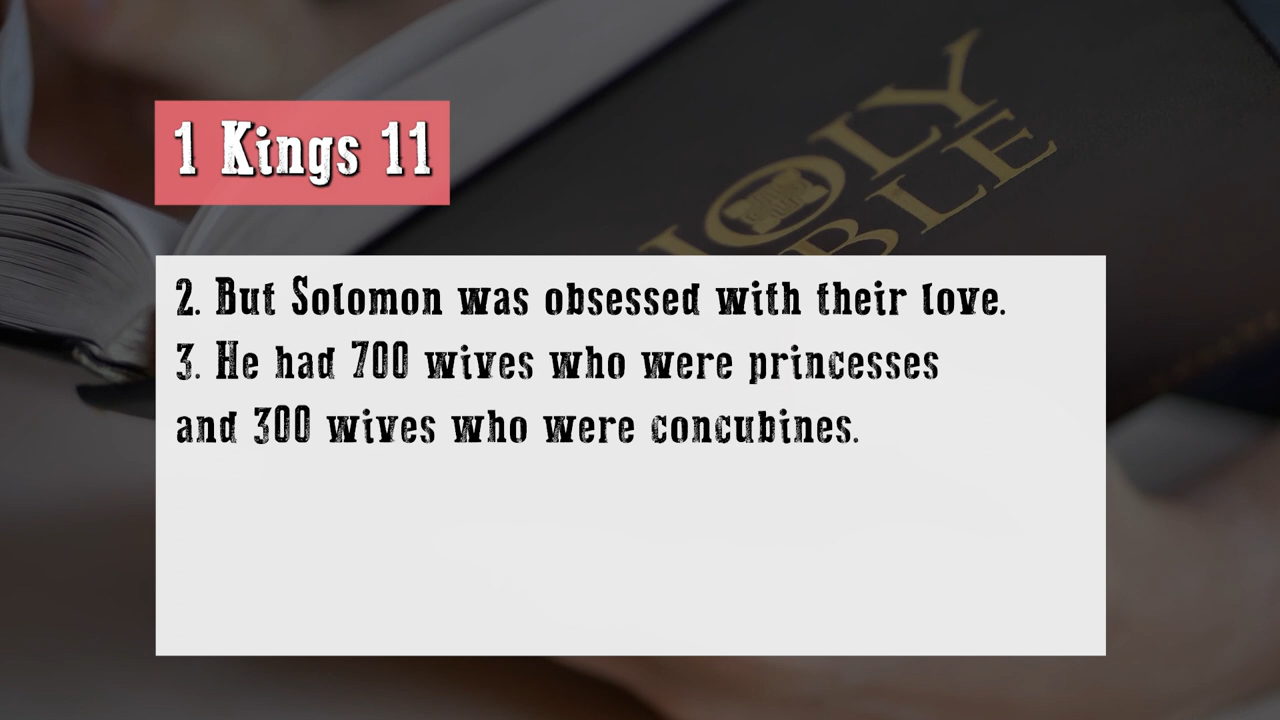 HOLY
BIBLE
1 Kings 11
2. But Solomon was obsessed with their love.
3. He had 700 wives who were princesses
and 300 wives who were concubines.